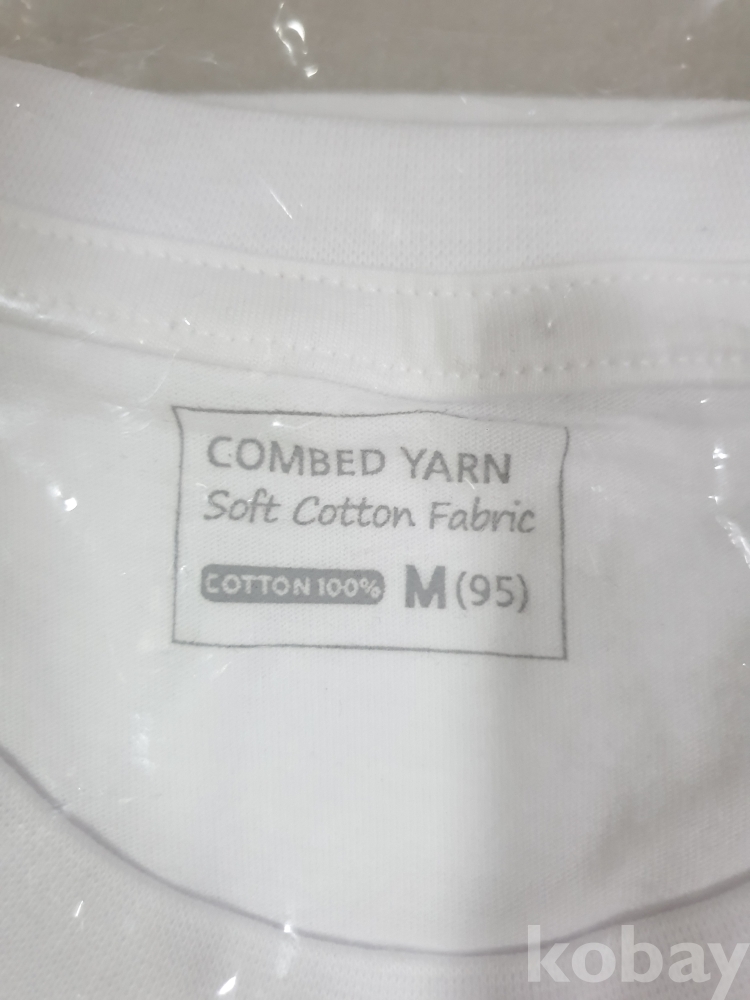 COMBED YARN
Soft Cotton Fabric
COTTON 100% M (95)
kobay